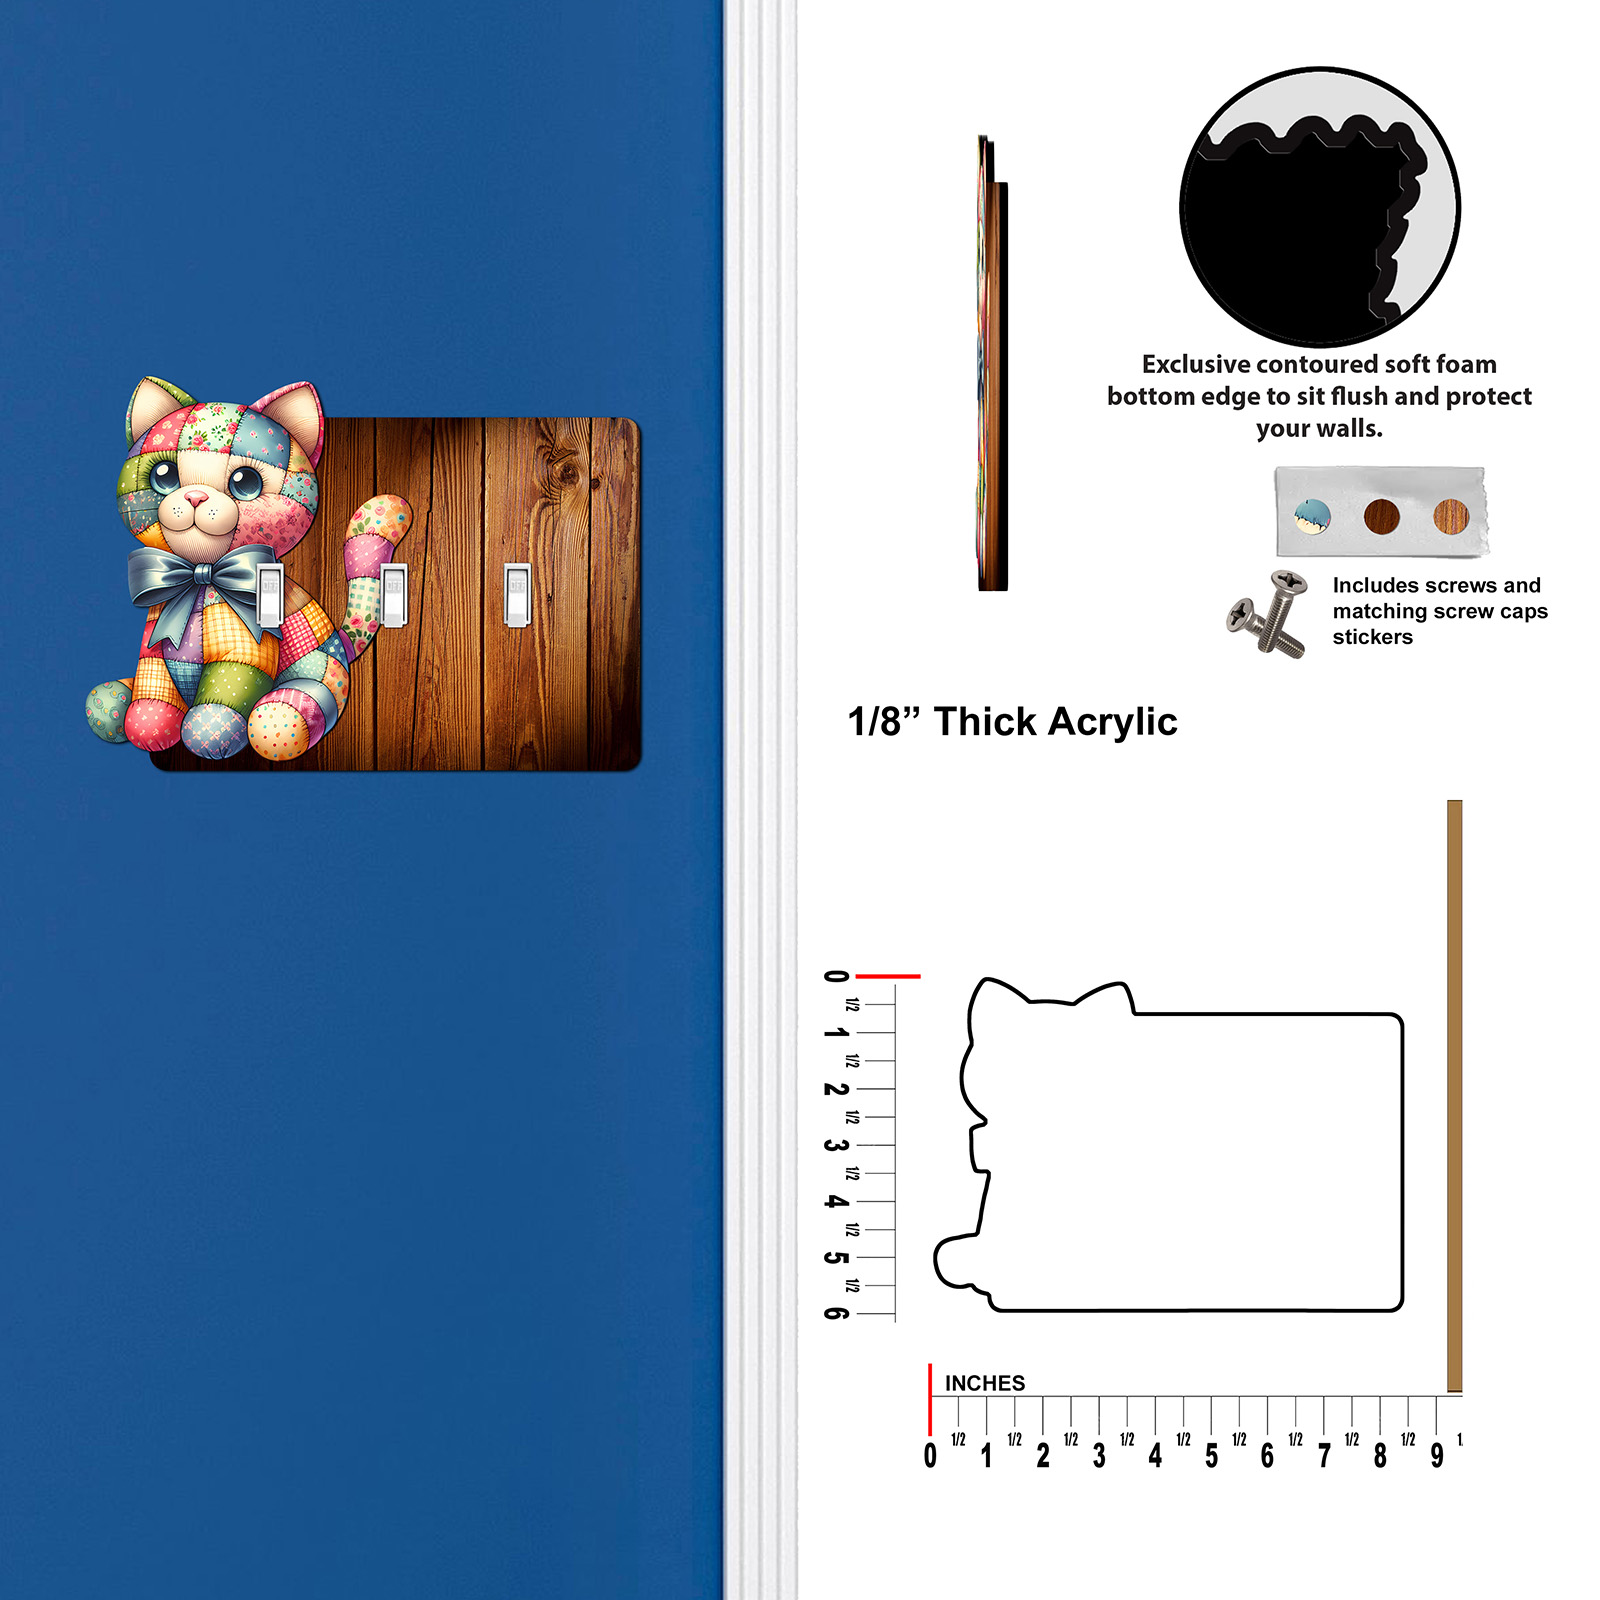 Exclusive contoured soft foam
bottom edge to sit flush and protect
your walls.
Includes screws and
matching screw caps
stickers
1/8” Thick Acrylic
OFF
OFF
OFF
0
1/2
1
1/2
2
1/2
3
1/2
4
1/2
5
1/2
6
INCHES
0 1/2 1 1/2 2 1/2 3 1/2 4 1/2 5 1/2 6 1/2 7 1/2 8 1/2 9 1.